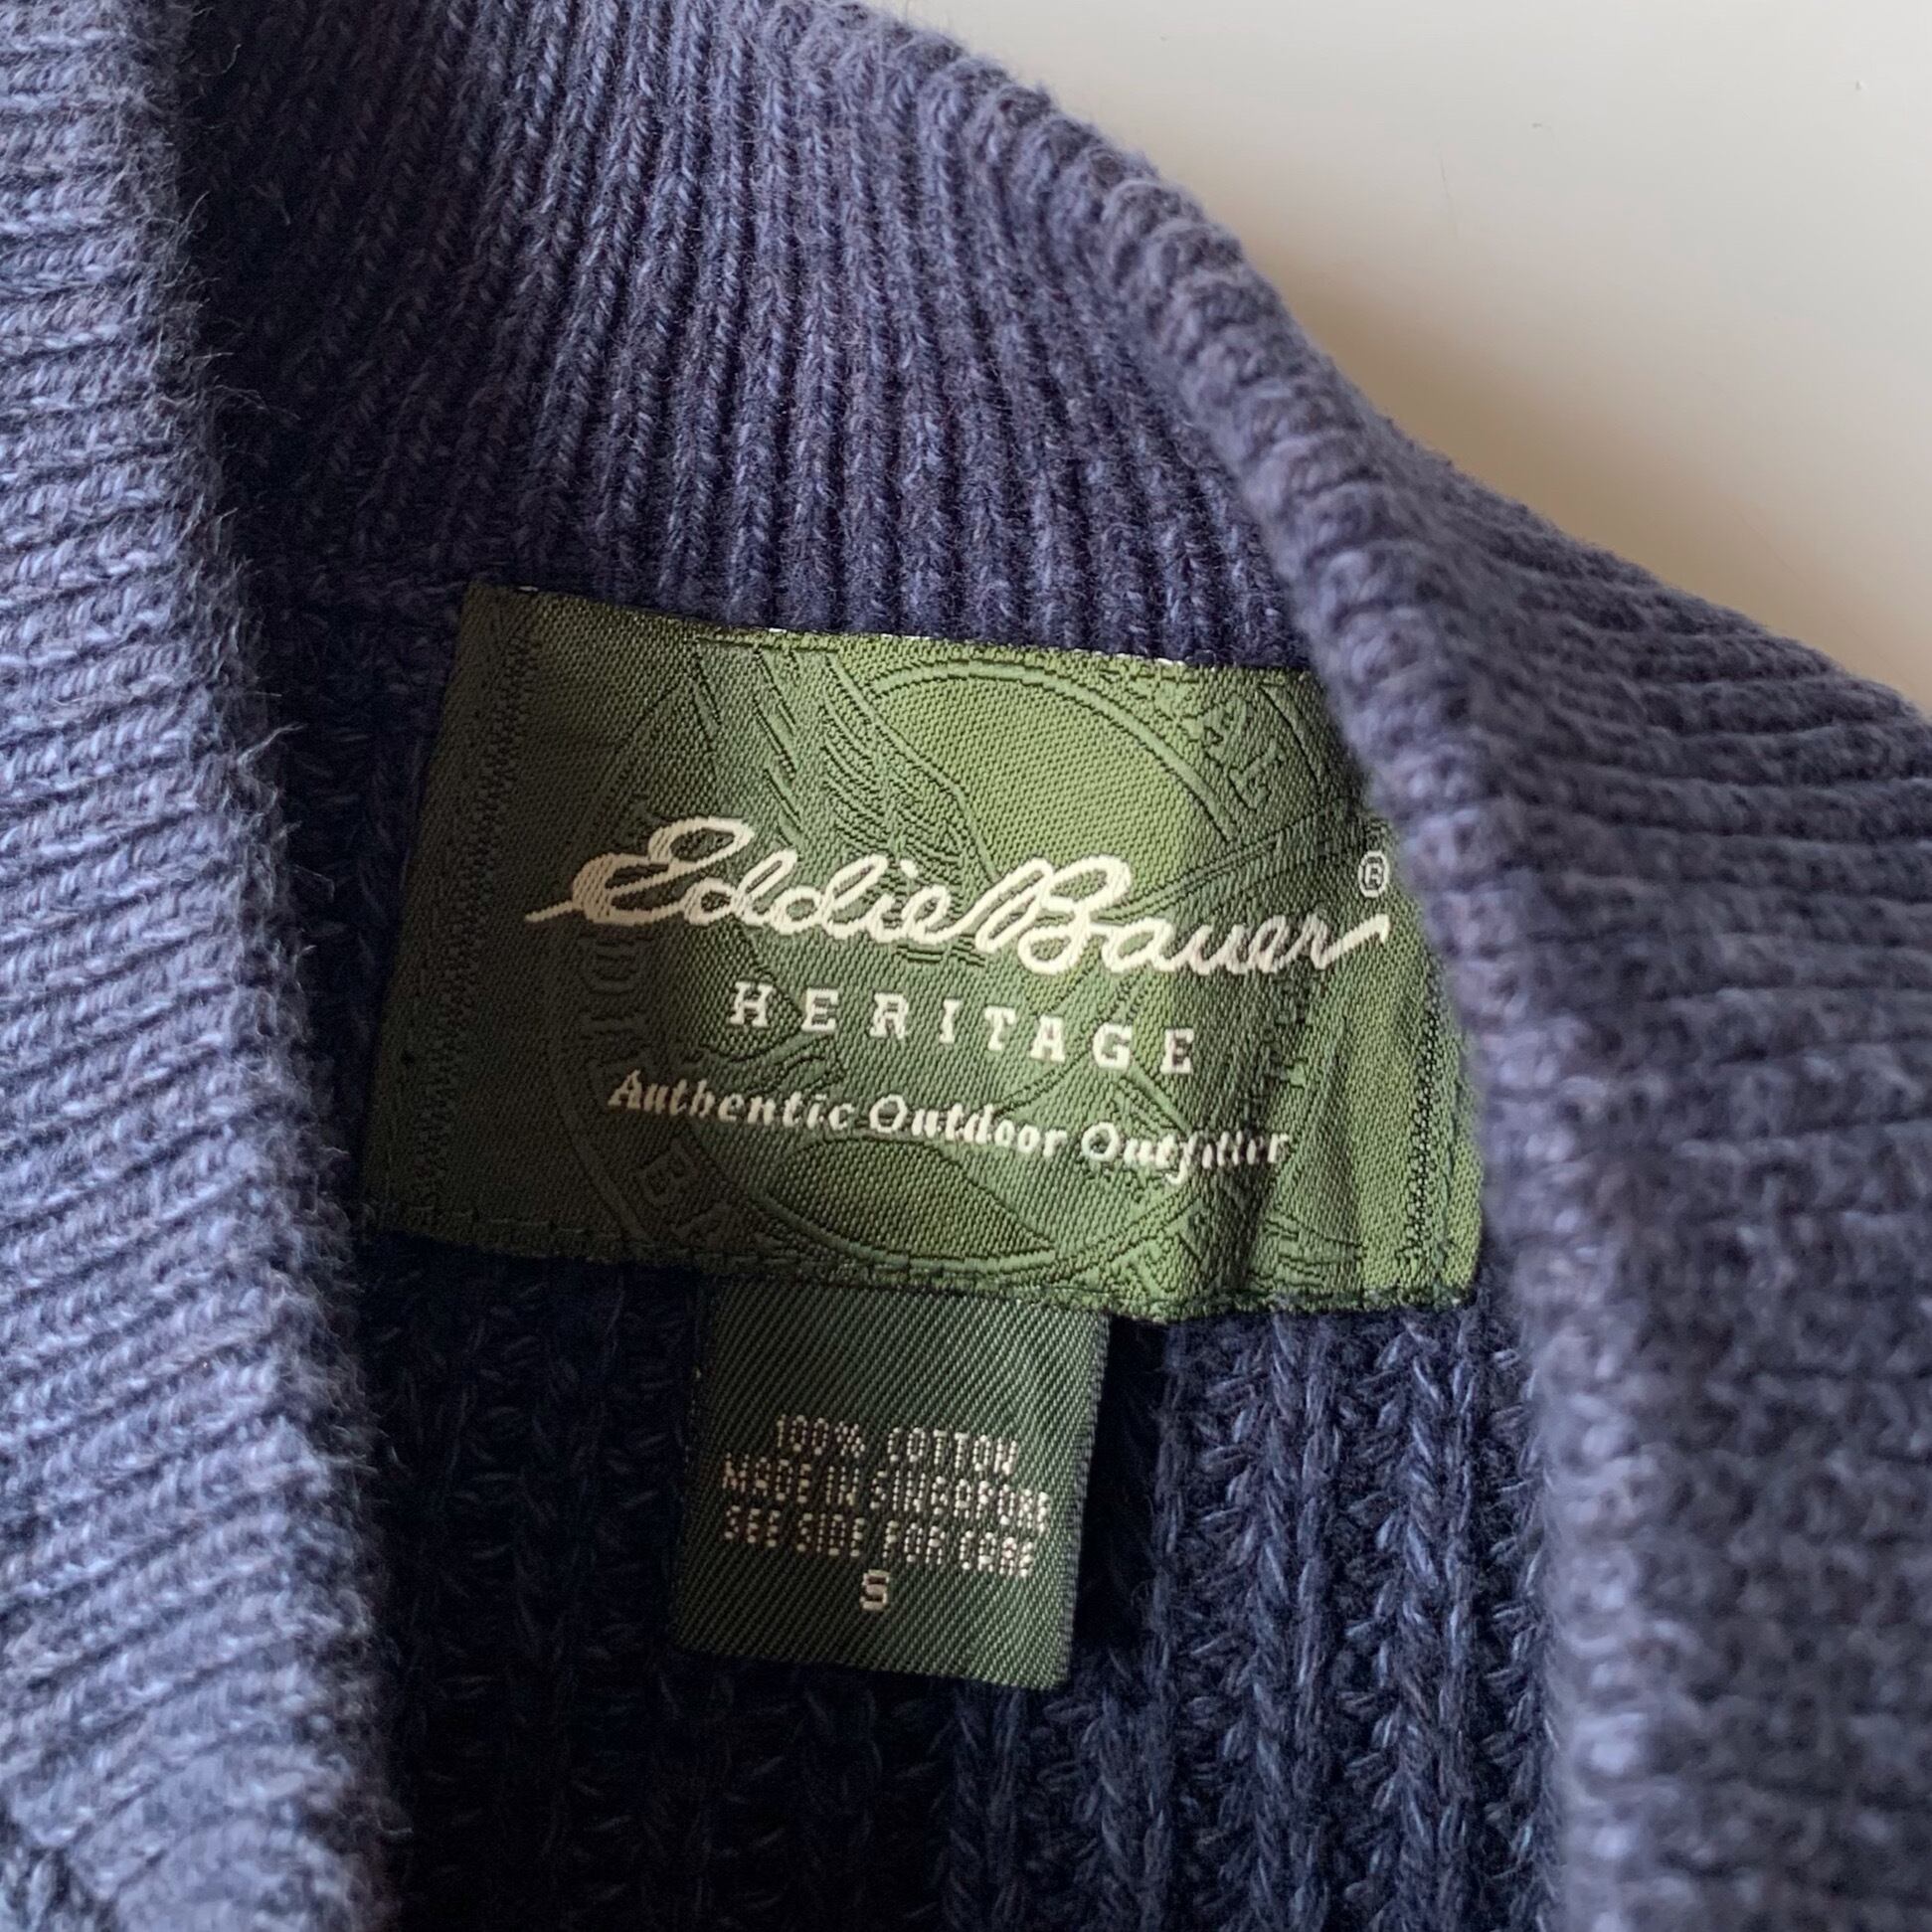 Eddie Bauer®
HERITAGE
Authentic Outdoor Outfitter
100% COTTON
MADE IN SINGAPORE
SEE SIDE FOR CARE
S